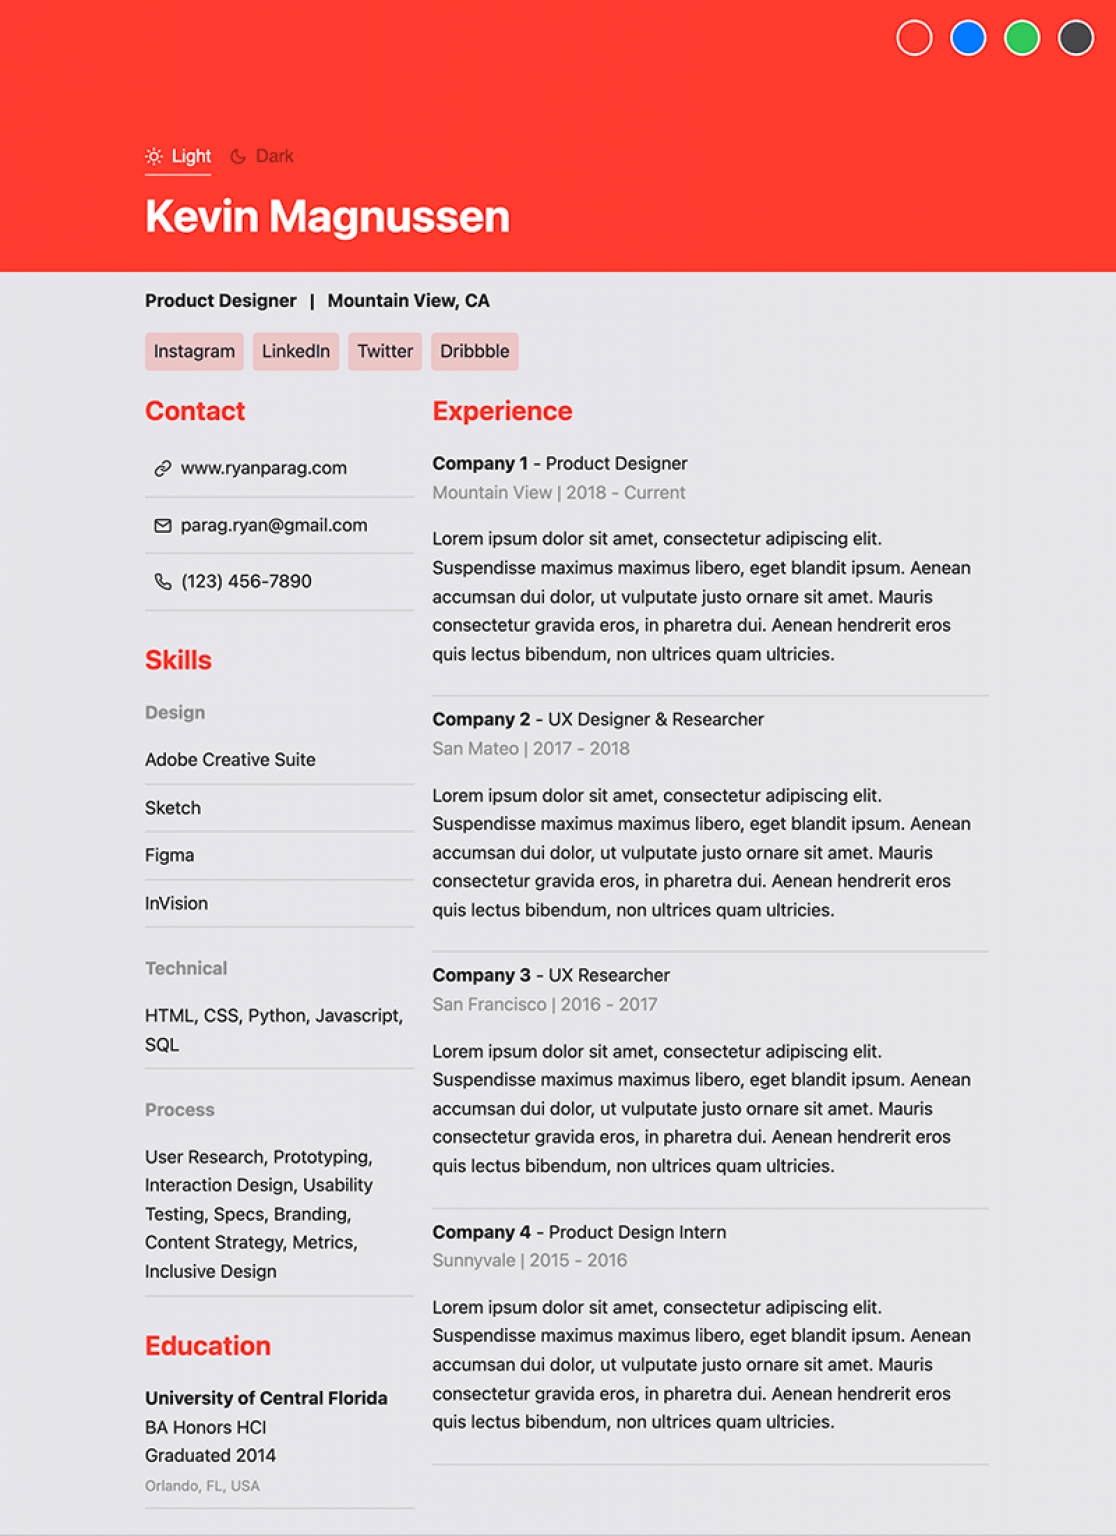 Light Dark
Kevin Magnussen
Product Designer | Mountain View, CA
Instagram LinkedIn Twitter Dribbble
Contact
www.ryanparag.com
parag.ryan@gmail.com
(123) 456-7890
Skills
Design
Adobe Creative Suite
Sketch
Figma
InVision
Technical
HTML, CSS, Python, Javascript,
SQL
Process
User Research, Prototyping,
Interaction Design, Usability
Testing, Specs, Branding,
Content Strategy, Metrics,
Inclusive Design
Education
University of Central Florida
BA Honors HCI
Graduated 2014
Orlando, FL, USA
Experience
Company 1 - Product Designer
Mountain View | 2018 - Current
Lorem ipsum dolor sit amet, consectetur adipiscing elit.
Suspendisse maximus maximus libero, eget blandit ipsum. Aenean
accumsan dui dolor, ut vulputate justo ornare sit amet. Mauris
consectetur gravida eros, in pharetra dui. Aenean hendrerit eros
quis lectus bibendum, non ultrices quam ultricies.
Company 2 - UX Designer & Researcher
San Mateo | 2017 - 2018
Lorem ipsum dolor sit amet, consectetur adipiscing elit.
Suspendisse maximus maximus libero, eget blandit ipsum. Aenean
accumsan dui dolor, ut vulputate justo ornare sit amet. Mauris
consectetur gravida eros, in pharetra dui. Aenean hendrerit eros
quis lectus bibendum, non ultrices quam ultricies.
Company 3 - UX Researcher
San Francisco | 2016 - 2017
Lorem ipsum dolor sit amet, consectetur adipiscing elit.
Suspendisse maximus maximus libero, eget blandit ipsum. Aenean
accumsan dui dolor, ut vulputate justo ornare sit amet. Mauris
consectetur gravida eros, in pharetra dui. Aenean hendrerit eros
quis lectus bibendum, non ultrices quam ultricies.
Company 4 - Product Design Intern
Sunnyvale | 2015 - 2016
Lorem ipsum dolor sit amet, consectetur adipiscing elit.
Suspendisse maximus maximus libero, eget blandit ipsum. Aenean
accumsan dui dolor, ut vulputate justo ornare sit amet. Mauris
consectetur gravida eros, in pharetra dui. Aenean hendrerit eros
quis lectus bibendum, non ultrices quam ultricies.